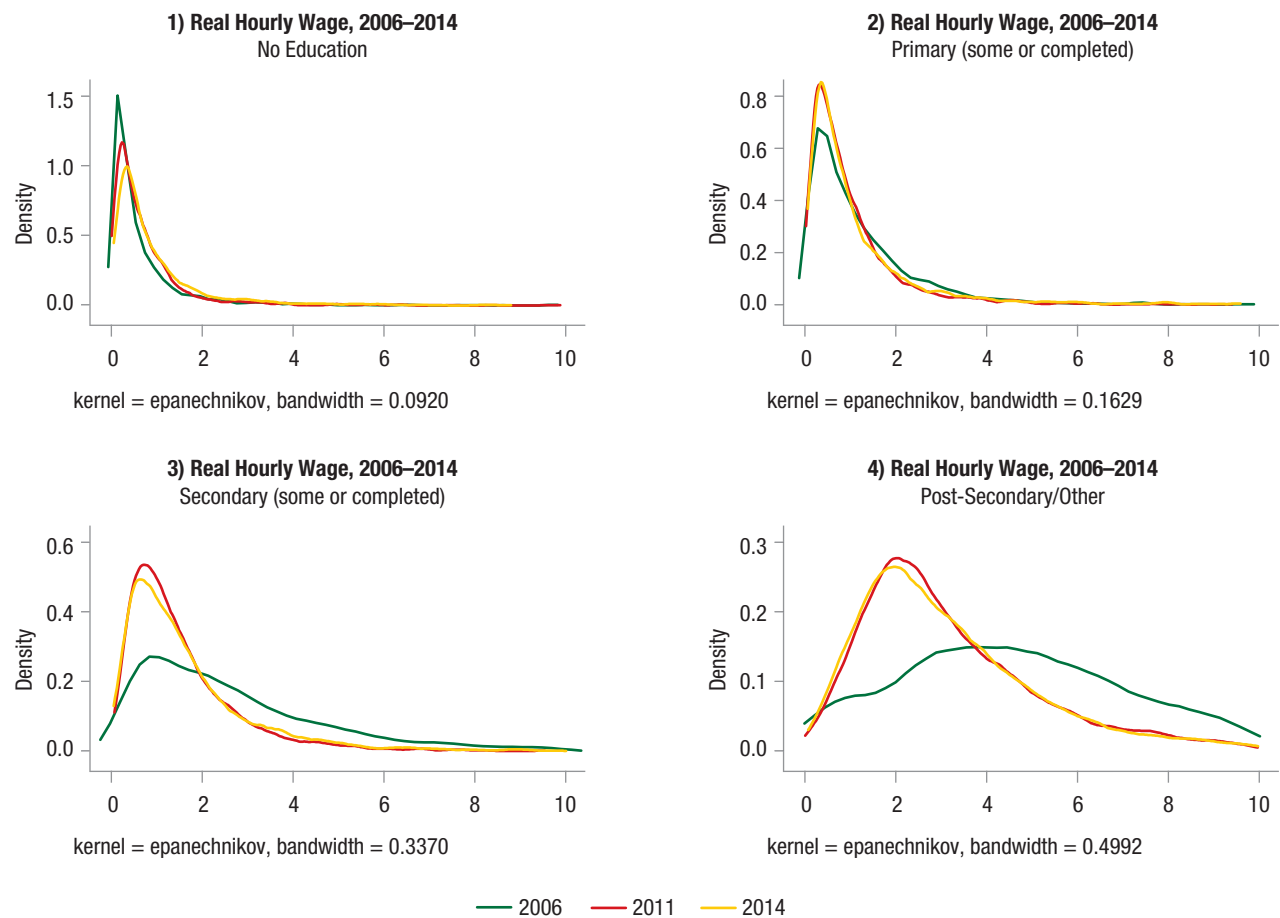 1) Real Hourly Wage, 2006–2014
No Education
Density
1.5
1.0
0.5
0.0
0 2 4 6 8 10
kernel = epanechnikov, bandwidth = 0.0920
2) Real Hourly Wage, 2006–2014
Primary (some or completed)
Density
0.8
0.6
0.4
0.2
0.0
0 2 4 6 8 10
kernel = epanechnikov, bandwidth = 0.1629
3) Real Hourly Wage, 2006–2014
Secondary (some or completed)
Density
0.6
0.4
0.2
0.0
0 2 4 6 8 10
kernel = epanechnikov, bandwidth = 0.3370
4) Real Hourly Wage, 2006–2014
Post-Secondary/Other
Density
0.3
0.2
0.1
0.0
0 2 4 6 8 10
kernel = epanechnikov, bandwidth = 0.4992
2006 2011 2014